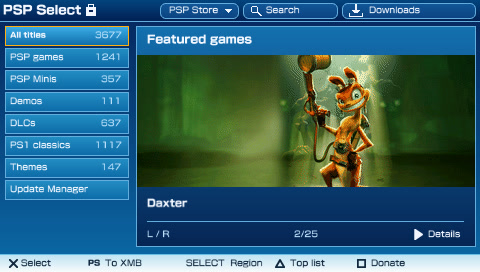 PSP Select
PSP Store
Search
Downloads
All titles 3677
PSP games 1241
PSP Minis 357
Demos 111
DLCs 637
PS1 classics 1117
Themes 147
Update Manager
Featured games
Daxter
L / R 2/25 Details
Select PS To XMB SELECT Region Top list Donate